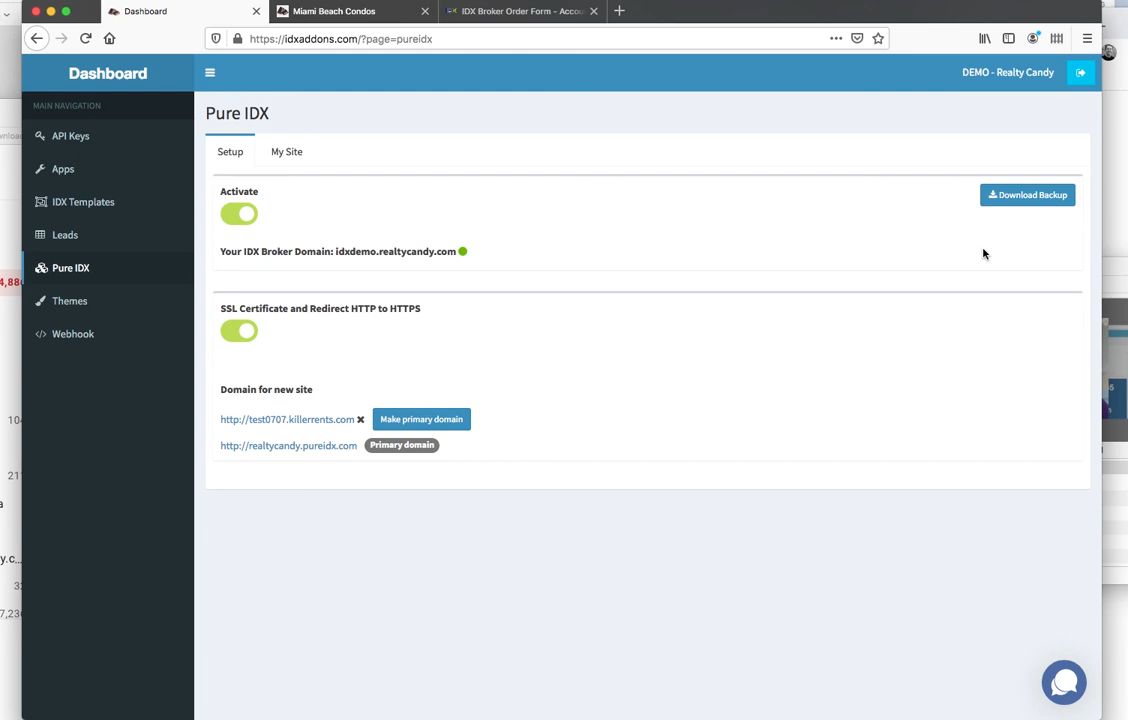 Dashboard
Miami Beach Condos
IDX Broker Order Form - Accou
https://idxaddons.com/?page=pureidx
Dashboard
DEMO - Realty Candy
MAIN NAVIGATION
API Keys
Apps
IDX Templates
Leads
Pure IDX
Themes
Webhook
Pure IDX
Setup
My Site
Activate
Download Backup
Your IDX Broker Domain: idxdemo.realtycandy.com
SSL Certificate and Redirect HTTP to HTTPS
Domain for new site
http://test0707.killerrents.com
Make primary domain
http://realtycandy.pureidx.com
Primary domain